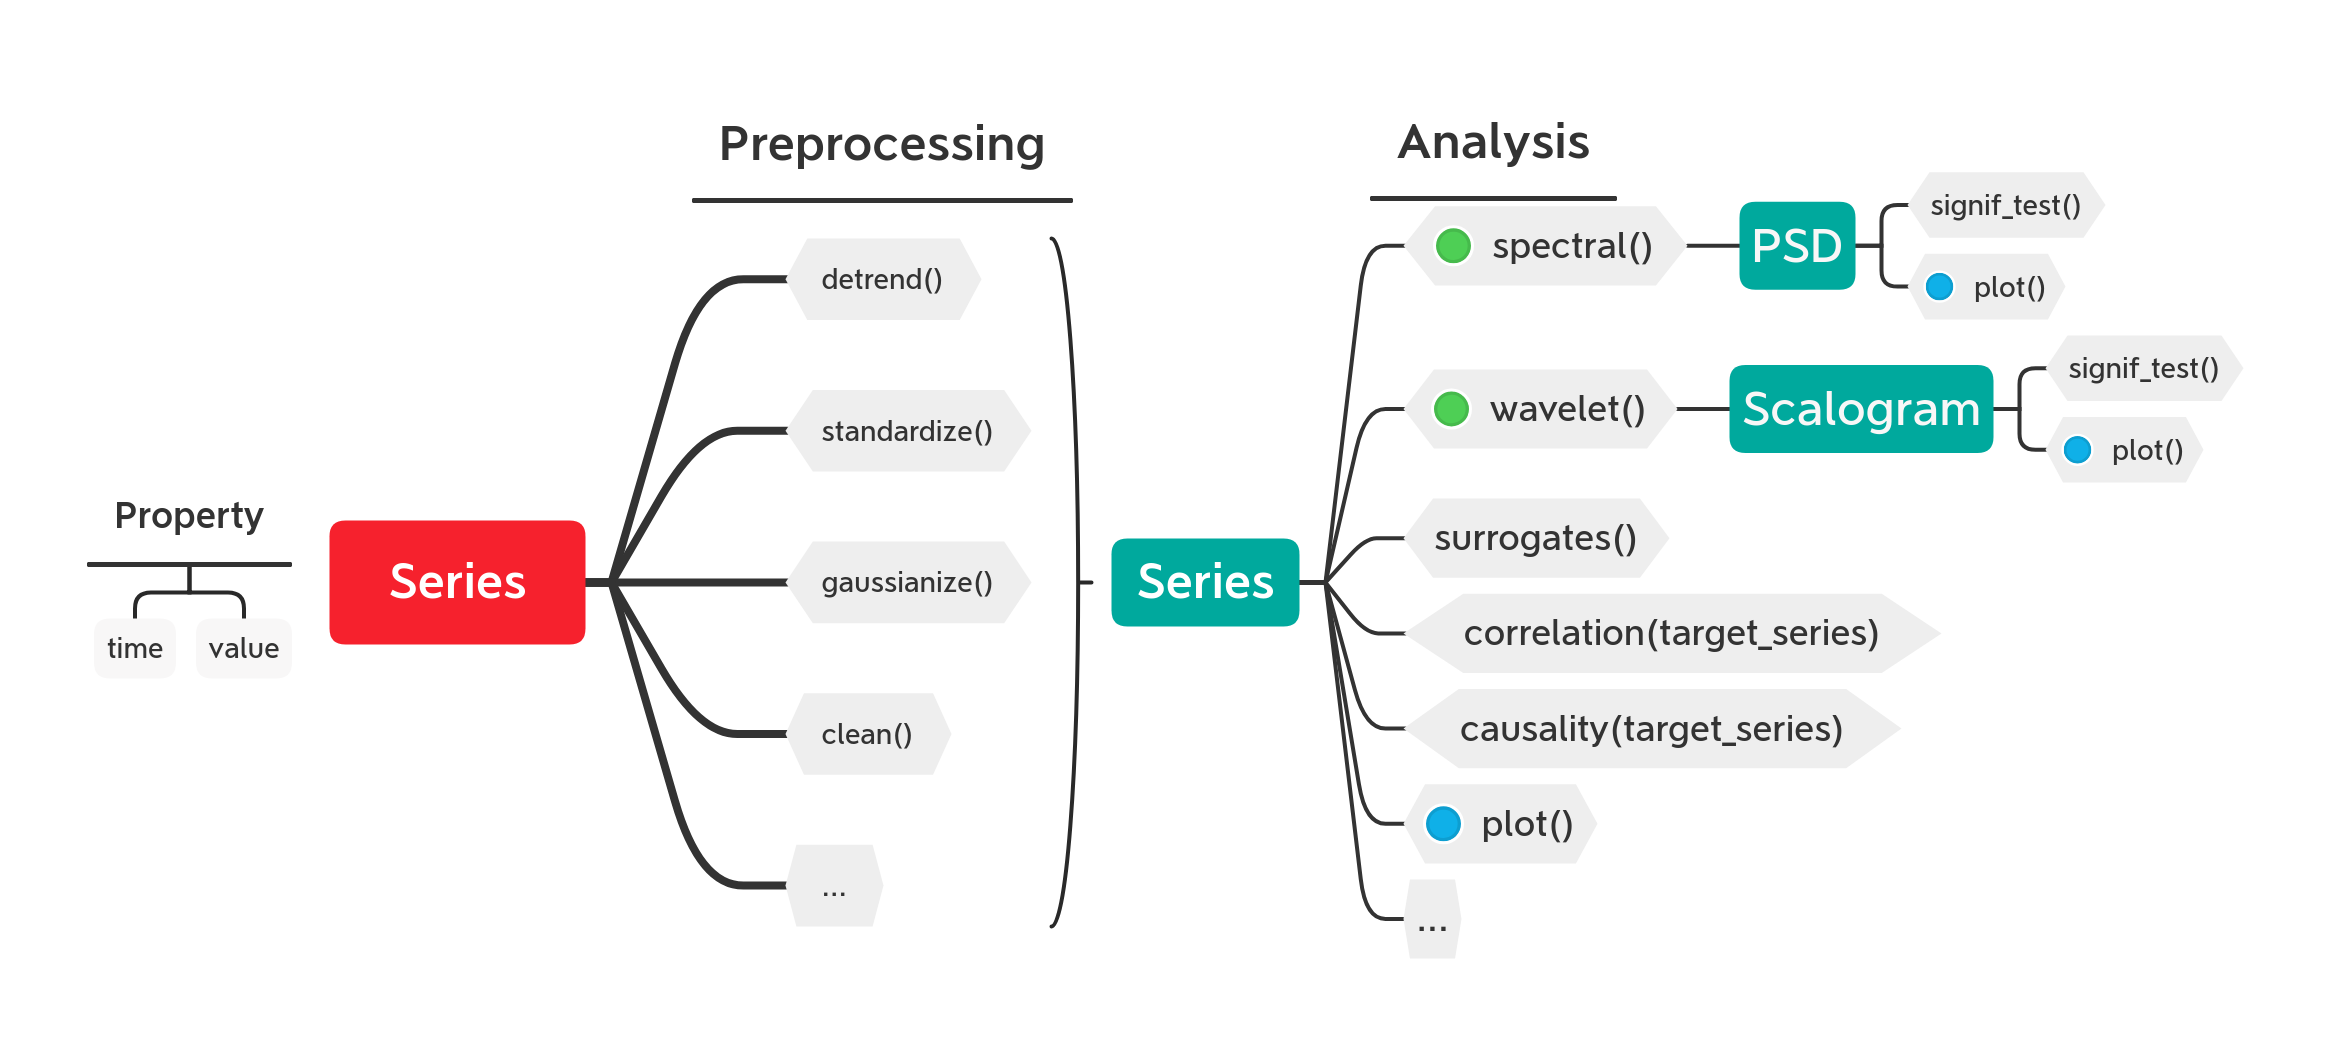 Property
time
value
Series
Preprocessing
detrend()
standardize()
gaussianize()
clean()
...
Series
Analysis
spectral()
PSD
signif_test()
plot()
wavelet()
Scalogram
signif_test()
plot()
surrogates()
correlation(target_series)
causality(target_series)
plot()
...